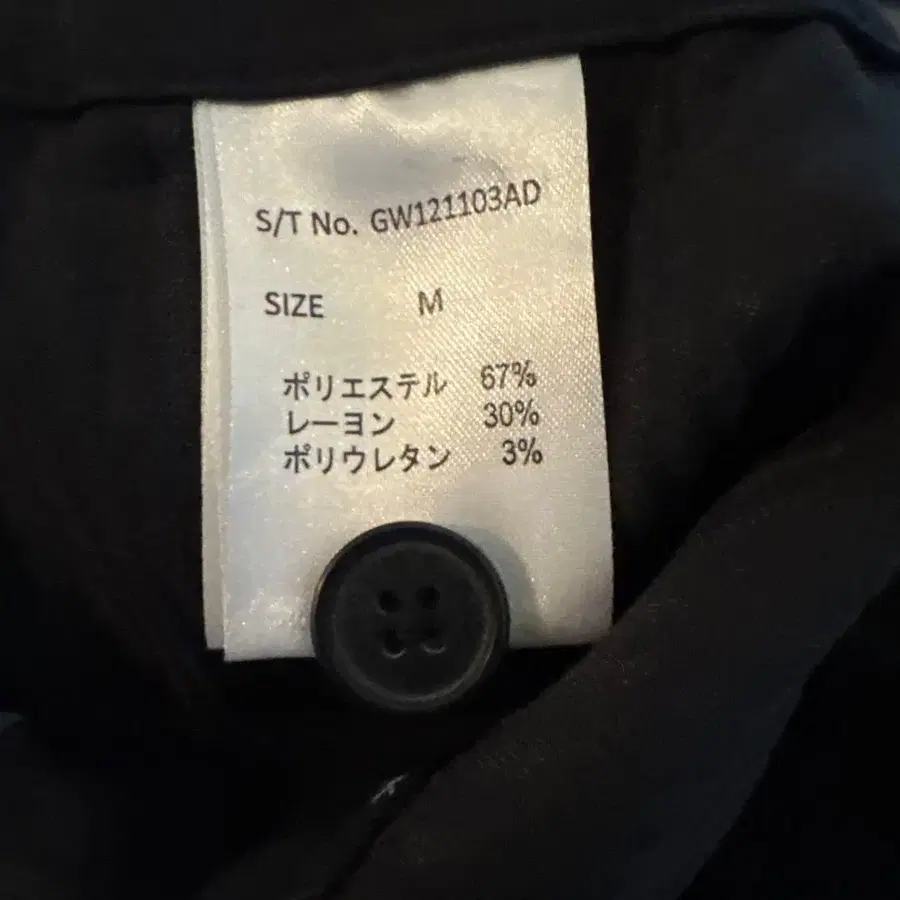 S/T No. GW121103AD
SIZE M
ポリエステル 67%
レーヨン 30%
ポリウレタン 3%